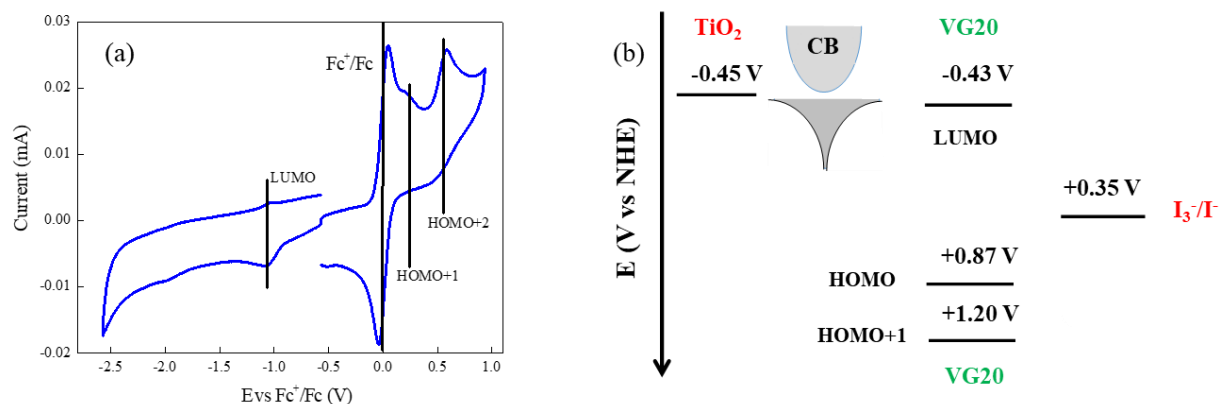 (a)
Fc⁺/Fc
LUMO
HOMO+2
HOMO+1
Current (mA)
0.03
0.02
0.01
0.00
-0.01
-0.02
-2.5 -2.0 -1.5 -1.0 -0.5 0.0 0.5 1.0
E vs Fc⁺/Fc (V)
(b)
E (V vs NHE)
TiO₂
-0.45 V
CB
VG20
-0.43 V
LUMO
+0.35 V
I₃⁻/I⁻
+0.87 V
HOMO
+1.20 V
HOMO+1
VG20